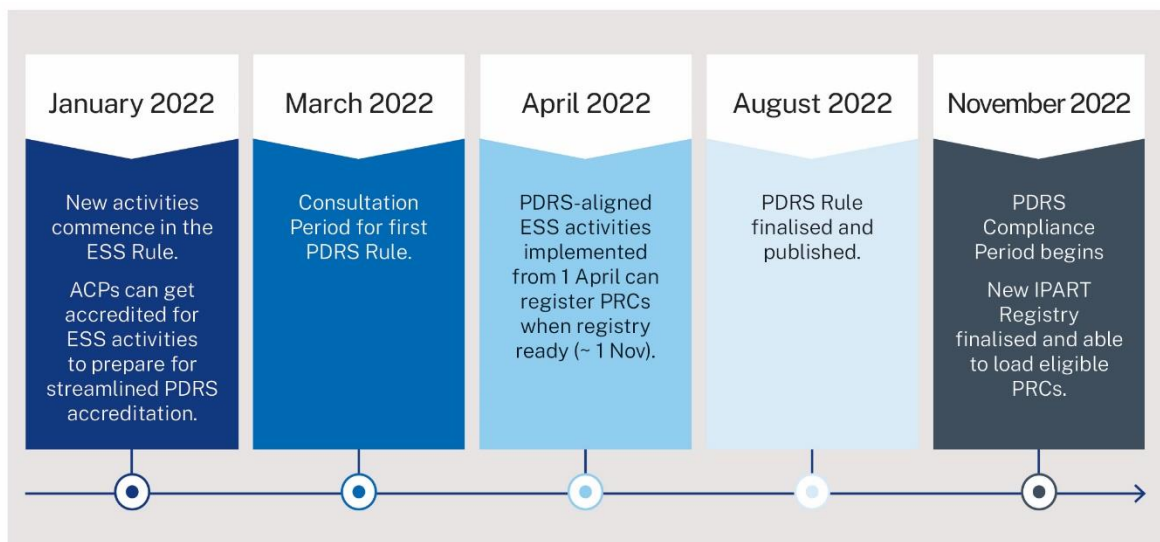 January 2022
New activities
commence in the
ESS Rule.
ACPs can get
accredited for
ESS activities
to prepare for
streamlined PDRS
accreditation.
March 2022
Consultation
Period for first
PDRS Rule.
April 2022
PDRS-aligned
ESS activities
implemented
from 1 April can
register PRCs
when registry
ready (~ 1 Nov).
August 2022
PDRS Rule
finalised and
published.
November 2022
PDRS
Compliance
Period begins
New IPART
Registry
finalised and able
to load eligible
PRCs.